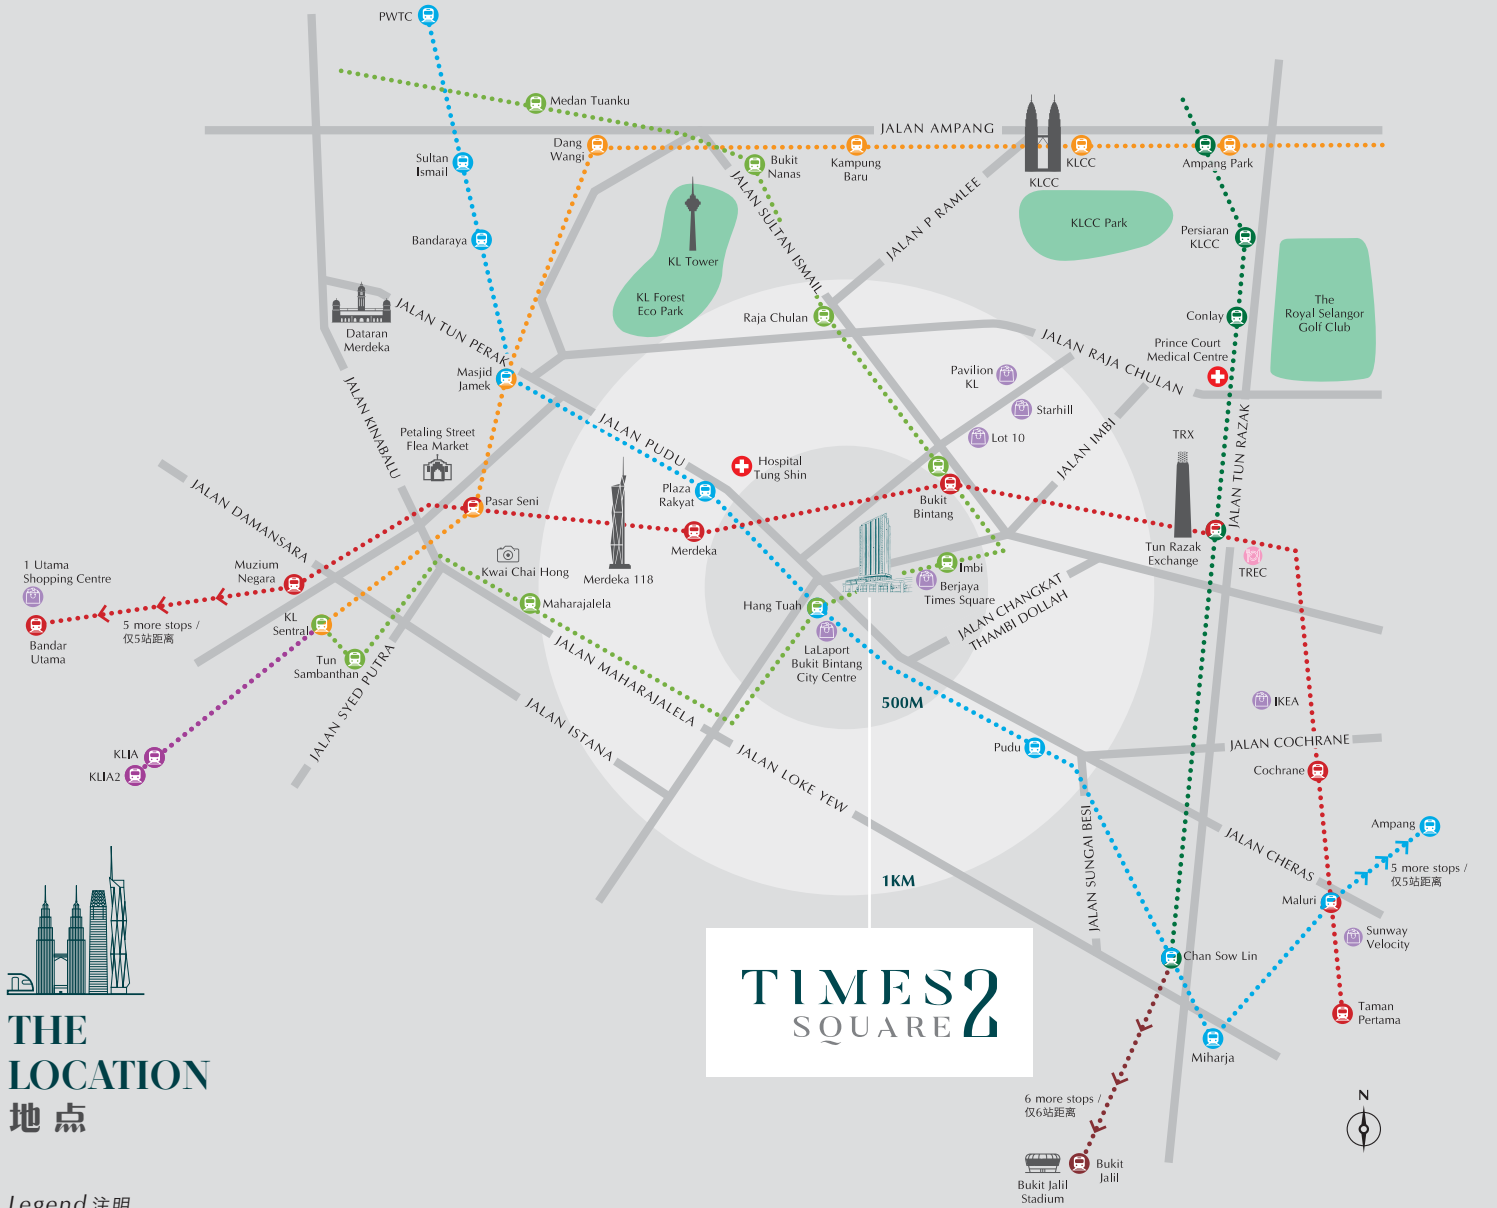 PWTC
Medan Tuanku
JALAN AMPANG
Dang
Wangi
Sultan
Ismail
Bukit
Nanas
Kampung
Baru
KLCC
KLCC
Ampang Park
JALAN SULTAN ISMAIL
JALAN P RAMLEE
KLCC Park
Persiaran
KLCC
Bandaraya
KL Tower
KL Forest
Eco Park
The
Royal Selangor
Golf Club
Dataran
Merdeka
JALAN TUN PERAK
Raja Chulan
Conlay
JALAN RAJA CHULAN
Prince Court
Medical Centre
Masjid
Jamek
JALAN KINABALU
Pavilion
KL
Starhill
Lot 10
JALAN IMBI
JALAN TUN RAZAK
TRX
Petaling Street
Flea Market
JALAN PUDU
Hospital
Tung Shin
Plaza
Rakyat
Pasar Seni
Bukit
Bintang
JALAN DAMANSARA
Merdeka
Tun Razak
Exchange
TREC
1 Utama
Shopping Centre
Muzium
Negara
Kwai Chai Hong
Merdeka 118
Imbi
Berjaya
Times Square
Maharajalela
Hang Tuah
JALAN CHANGKAT
THAMBI DOLLAH
5 more stops /
仅5站距离
Bandar
Utama
KL
Sentral
Tun
Sambanthan
LaLaport
Bukit Bintang
City Centre
JALAN SYED PUTRA
JALAN MAHARAJALELA
500M
IKEA
JALAN ISTANA
JALAN LOKE YEW
Pudu
JALAN COCHRANE
KLIA
KLIA2
Cochrane
JALAN SUNGAI BESI
JALAN CHERAS
Ampang
5 more stops /
仅5站距离
1KM
Maluri
Sunway
Velocity
Chan Sow Lin
TIMES
SQUARE 2
Taman
Pertama
Miharja
THE
LOCATION
地点
6 more stops /
仅6站距离
N
Bukit Jalil
Stadium
Bukit
Jalil
Legend 注明